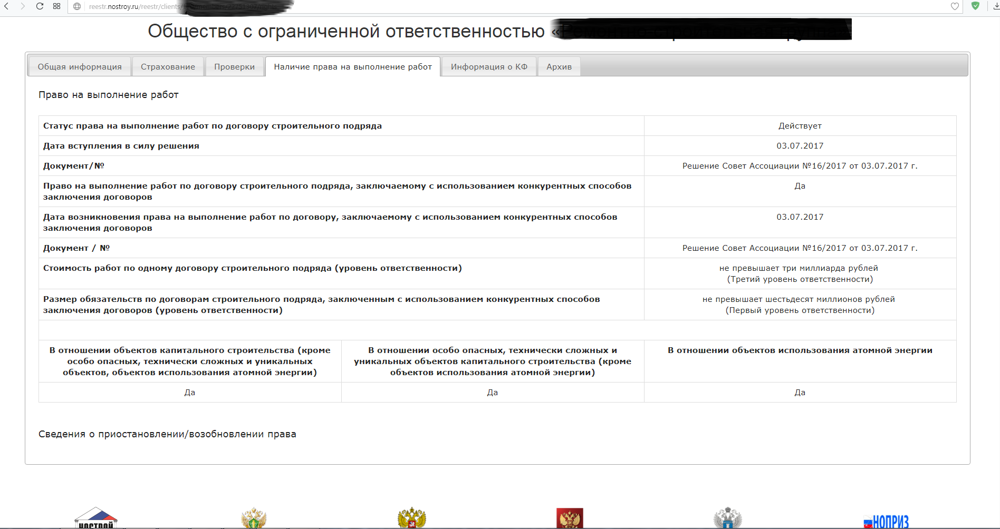 reestr.nostroy.ru/reestr/clients/
Общество с ограниченной ответственностью «
Общая информация
Страхование
Проверки
Наличие права на выполнение работ
Информация о КФ
Архив
Право на выполнение работ
Статус права на выполнение работ по договору строительного подряда
Действует
Дата вступления в силу решения
03.07.2017
Документ/№
Решение Совет Ассоциации №16/2017 от 03.07.2017 г.
Право на выполнение работ по договору строительного подряда, заключаемому с использованием конкурентных способов
заключения договоров
Да
Дата возникновения права на выполнение работ по договору, заключаемому с использованием конкурентных способов
заключения договоров
03.07.2017
Документ / №
Решение Совет Ассоциации №16/2017 от 03.07.2017 г.
Стоимость работ по одному договору строительного подряда (уровень ответственности)
не превышает три миллиарда рублей
(Третий уровень ответственности)
Размер обязательств по договорам строительного подряда, заключенным с использованием конкурентных способов
заключения договоров (уровень ответственности)
не превышает шестьдесят миллионов рублей
(Первый уровень ответственности)
В отношении объектов капитального строительства (кроме
особо опасных, технически сложных и уникальных
объектов, объектов использования атомной энергии)
В отношении особо опасных, технически сложных и
уникальных объектов капитального строительства (кроме
объектов использования атомной энергии)
В отношении объектов использования атомной энергии
Да
Да
Да
Сведения о приостановлении/возобновлении права
НОСТРОЙ
НОПРИЗ